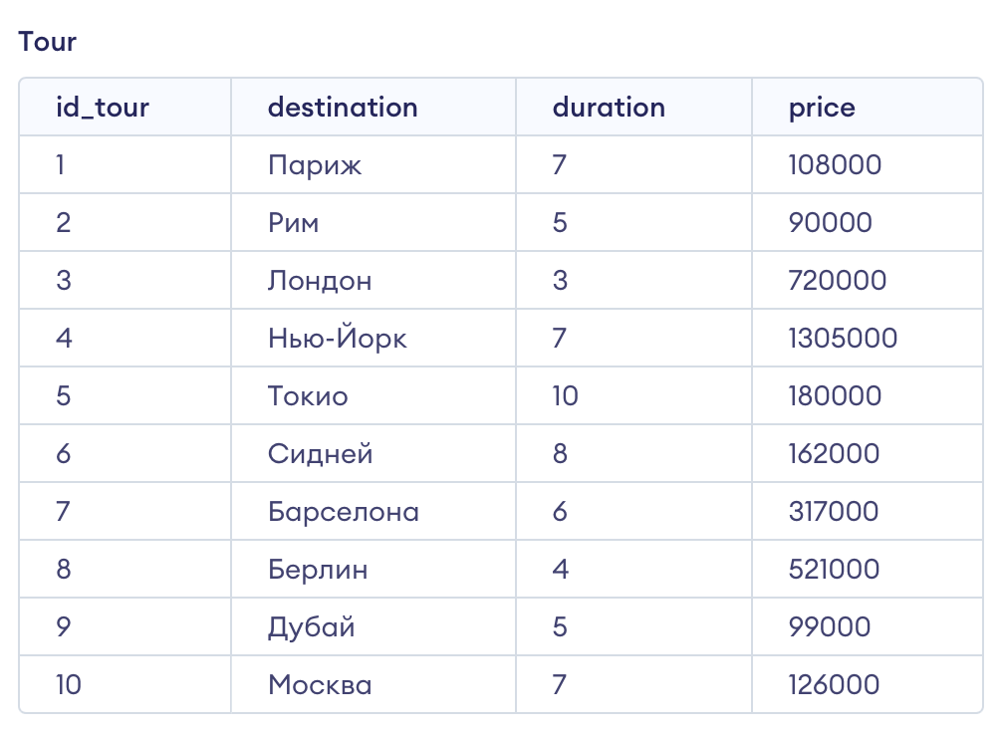 Tour
id_tour destination duration price
1 Париж 7 108000
2 Рим 5 90000
3 Лондон 3 720000
4 Нью-Йорк 7 1305000
5 Токио 10 180000
6 Сидней 8 162000
7 Барселона 6 317000
8 Берлин 4 521000
9 Дубай 5 99000
10 Москва 7 126000